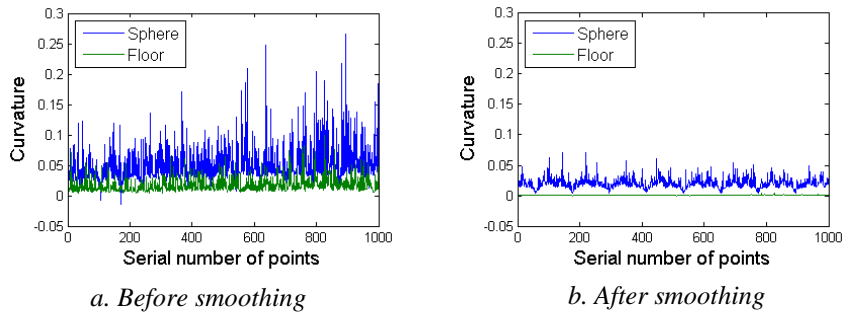 0.3
0.25
0.2
0.15
0.1
0.05
0
-0.05
Curvature
Sphere
Floor
0 200 400 600 800 1000
Serial number of points
a. Before smoothing
0.3
0.25
0.2
0.15
0.1
0.05
0
-0.05
Curvature
Sphere
Floor
0 200 400 600 800 1000
Serial number of points
b. After smoothing